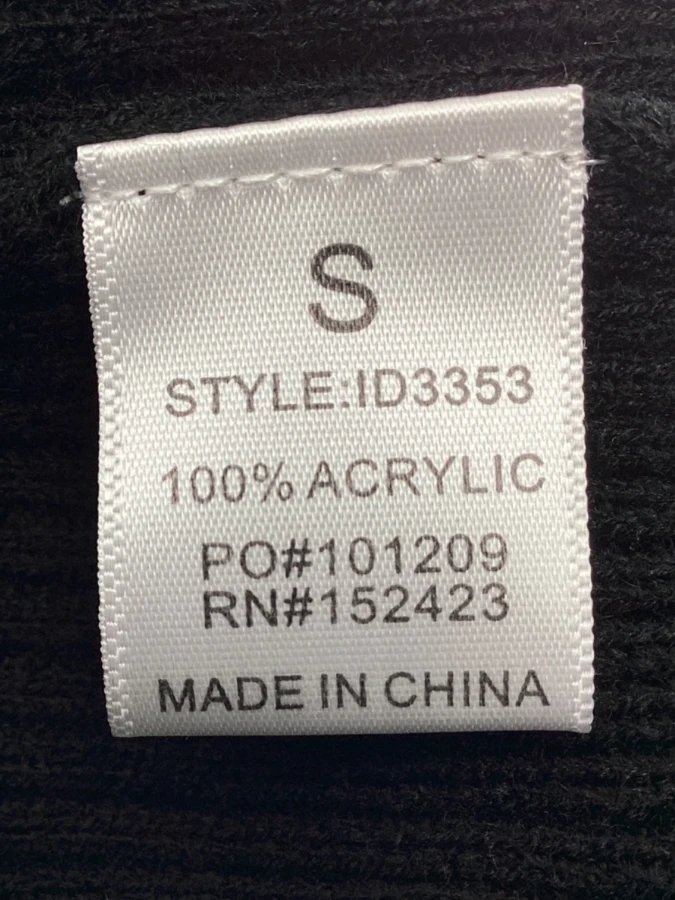 S
STYLE:ID3353
100% ACRYLIC
PO#101209
RN#152423
MADE IN CHINA